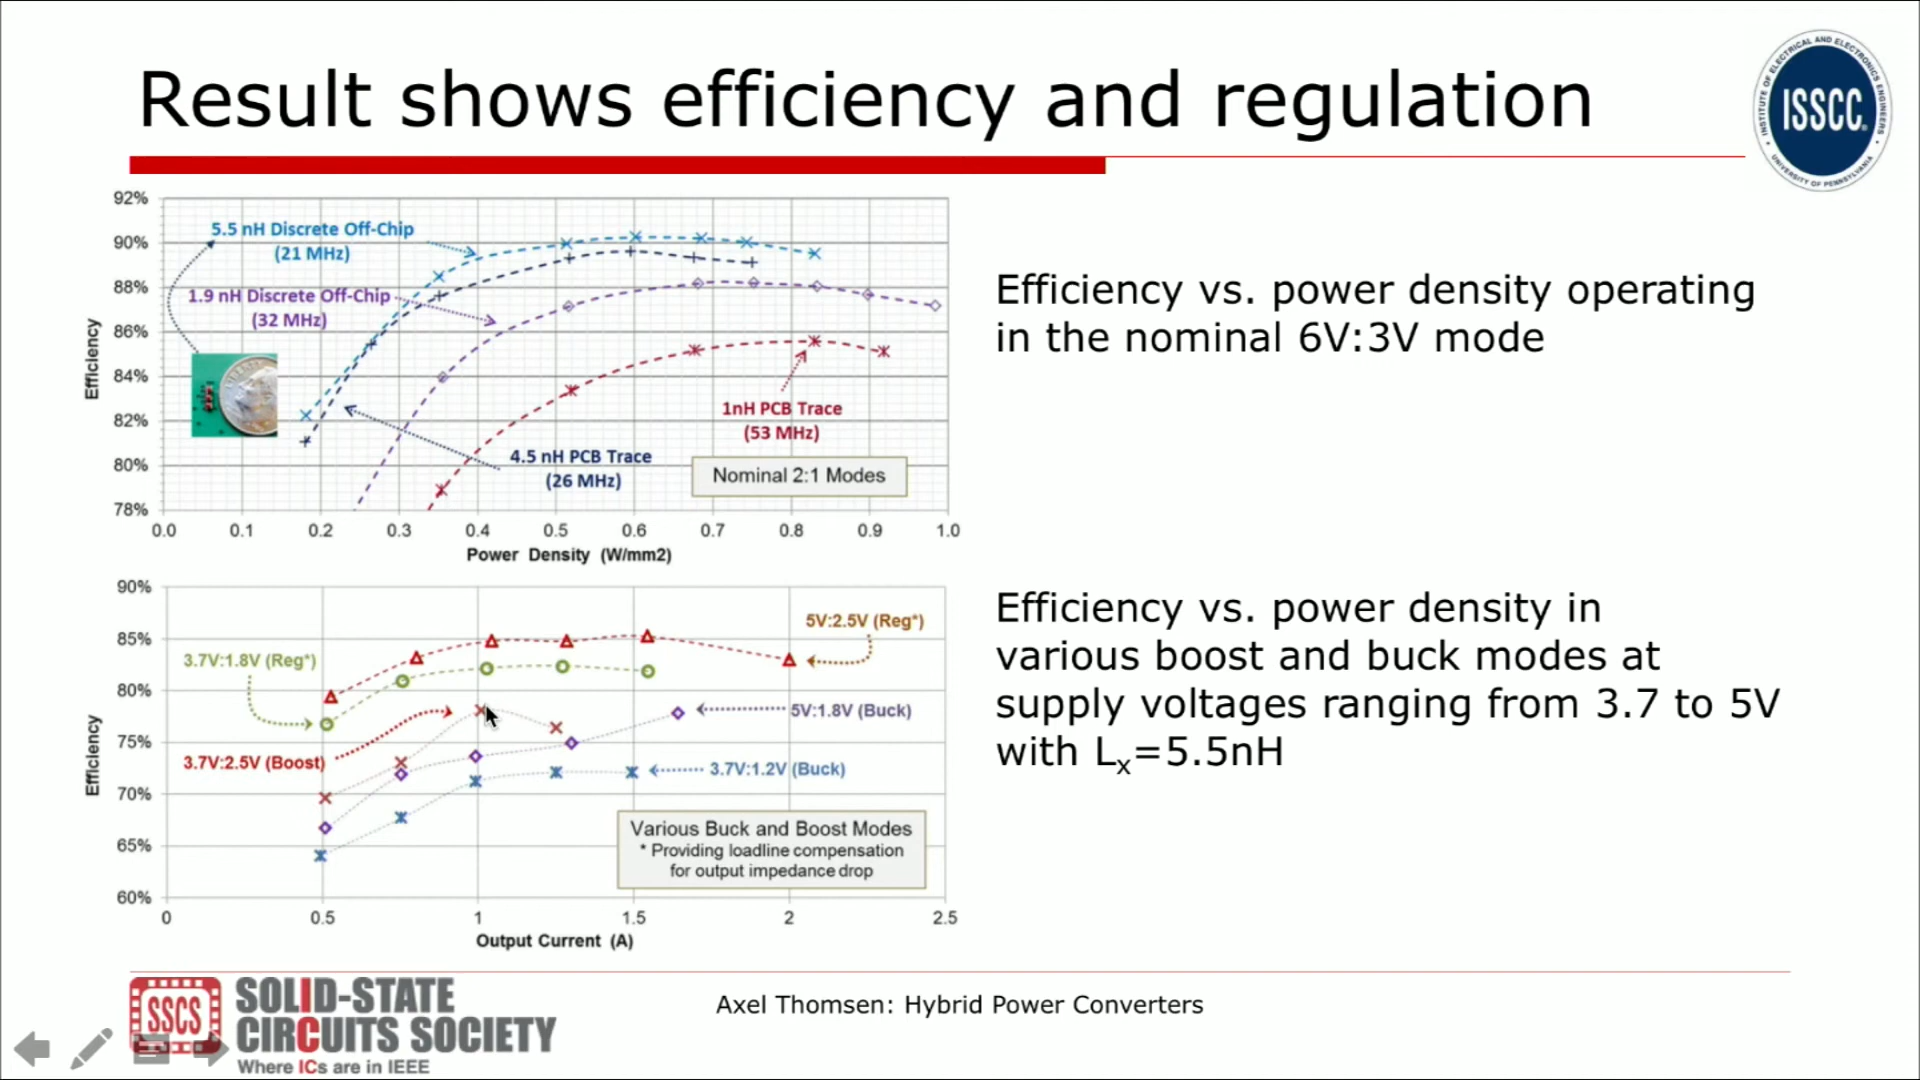 Result shows efficiency and regulation
INSTITUTE OF ELECTRICAL AND ELECTRONICS ENGINEERS
ISSCC®
UNIVERSITY OF PENNSYLVANIA
92%
90%
88%
86%
84%
82%
80%
78%
Efficiency
5.5 nH Discrete Off-Chip
(21 MHz)
1.9 nH Discrete Off-Chip
(32 MHz)
1nH PCB Trace
(53 MHz)
4.5 nH PCB Trace
(26 MHz)
Nominal 2:1 Modes
0.0 0.1 0.2 0.3 0.4 0.5 0.6 0.7 0.8 0.9 1.0
Power Density (W/mm2)
Efficiency vs. power density operating
in the nominal 6V:3V mode
90%
85%
80%
75%
70%
65%
60%
Efficiency
5V:2.5V (Reg*)
3.7V:1.8V (Reg*)
5V:1.8V (Buck)
3.7V:2.5V (Boost)
3.7V:1.2V (Buck)
Various Buck and Boost Modes
* Providing loadline compensation
for output impedance drop
0 0.5 1 1.5 2 2.5
Output Current (A)
Efficiency vs. power density in
various boost and buck modes at
supply voltages ranging from 3.7 to 5V
with Lx=5.5nH
SSCS
SOLID-STATE
CIRCUITS SOCIETY
Where ICs are in IEEE
Axel Thomsen: Hybrid Power Converters